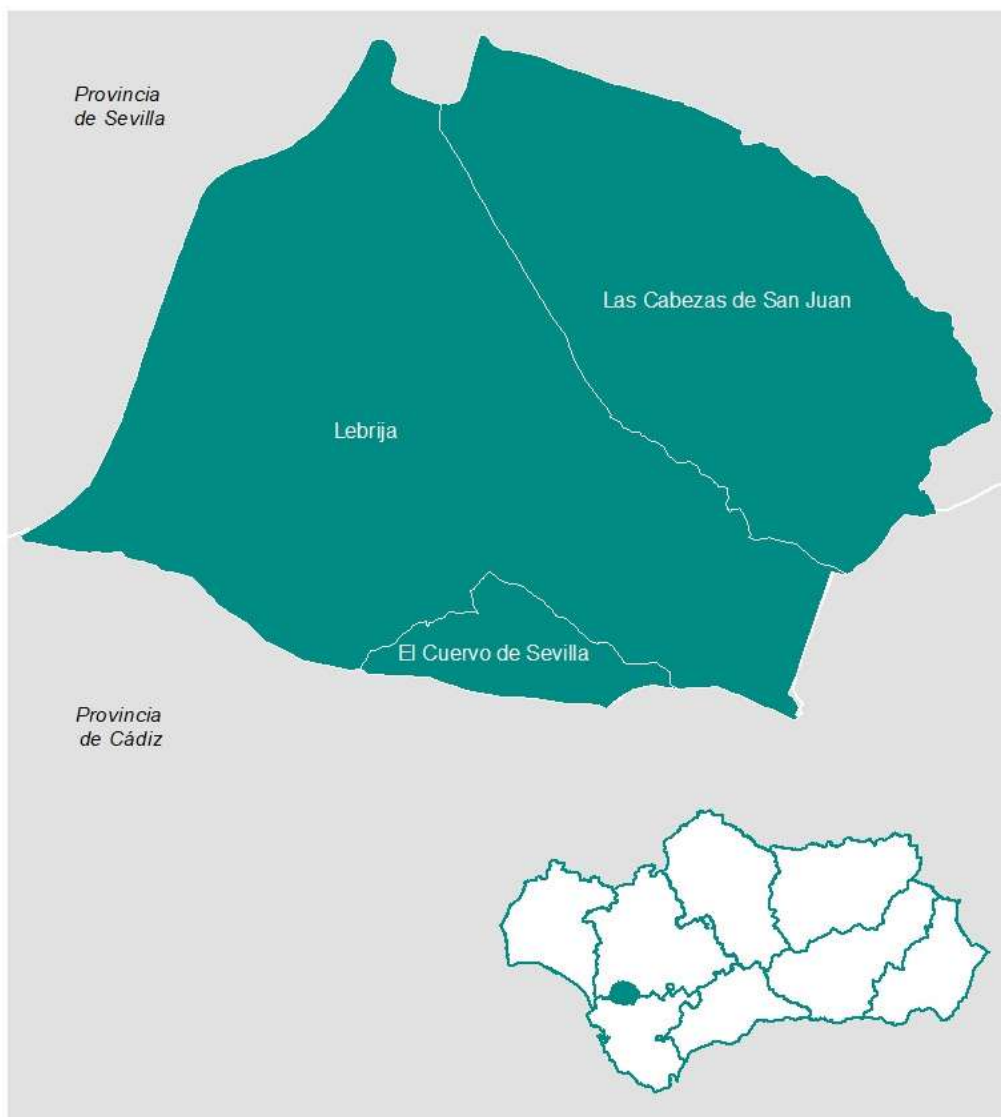 Provincia
de Sevilla
Las Cabezas de San Juan
Lebrija
El Cuervo de Sevilla
Provincia
de Cádiz